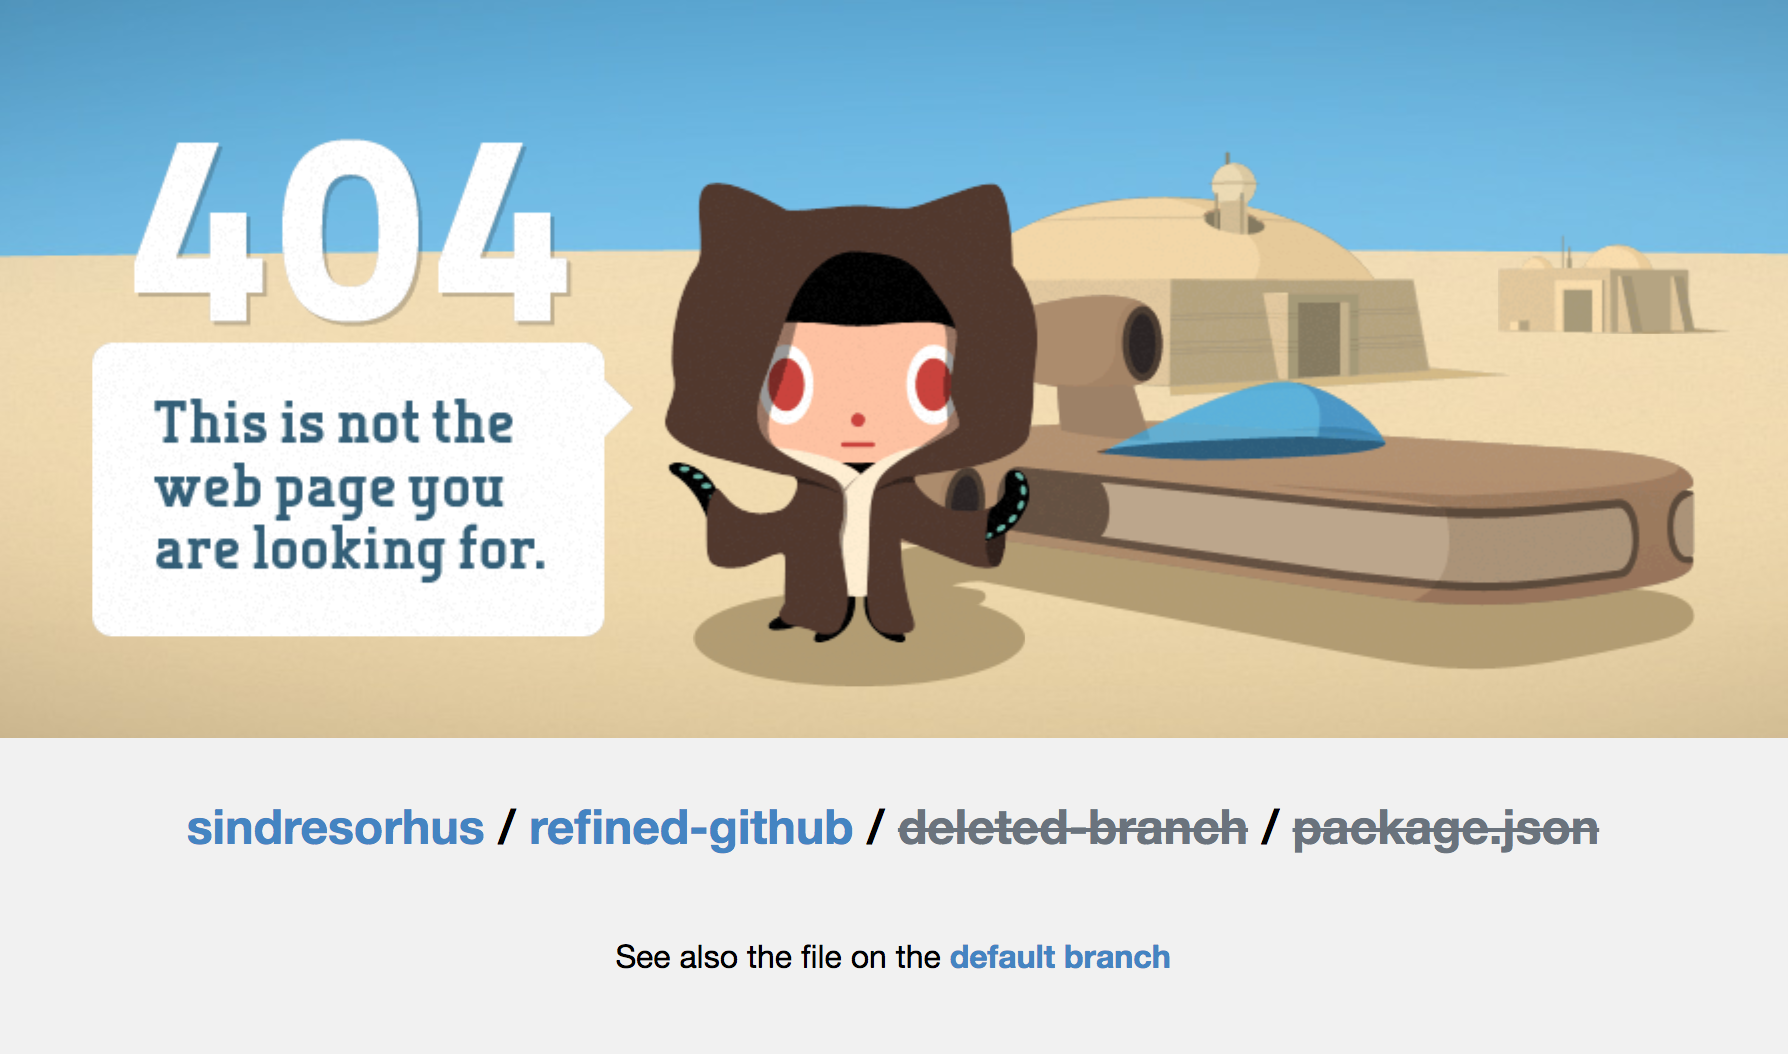 404
This is not the
web page you
are looking for.
sindresorhus / refined-github / deleted-branch / package.json
See also the file on the default branch